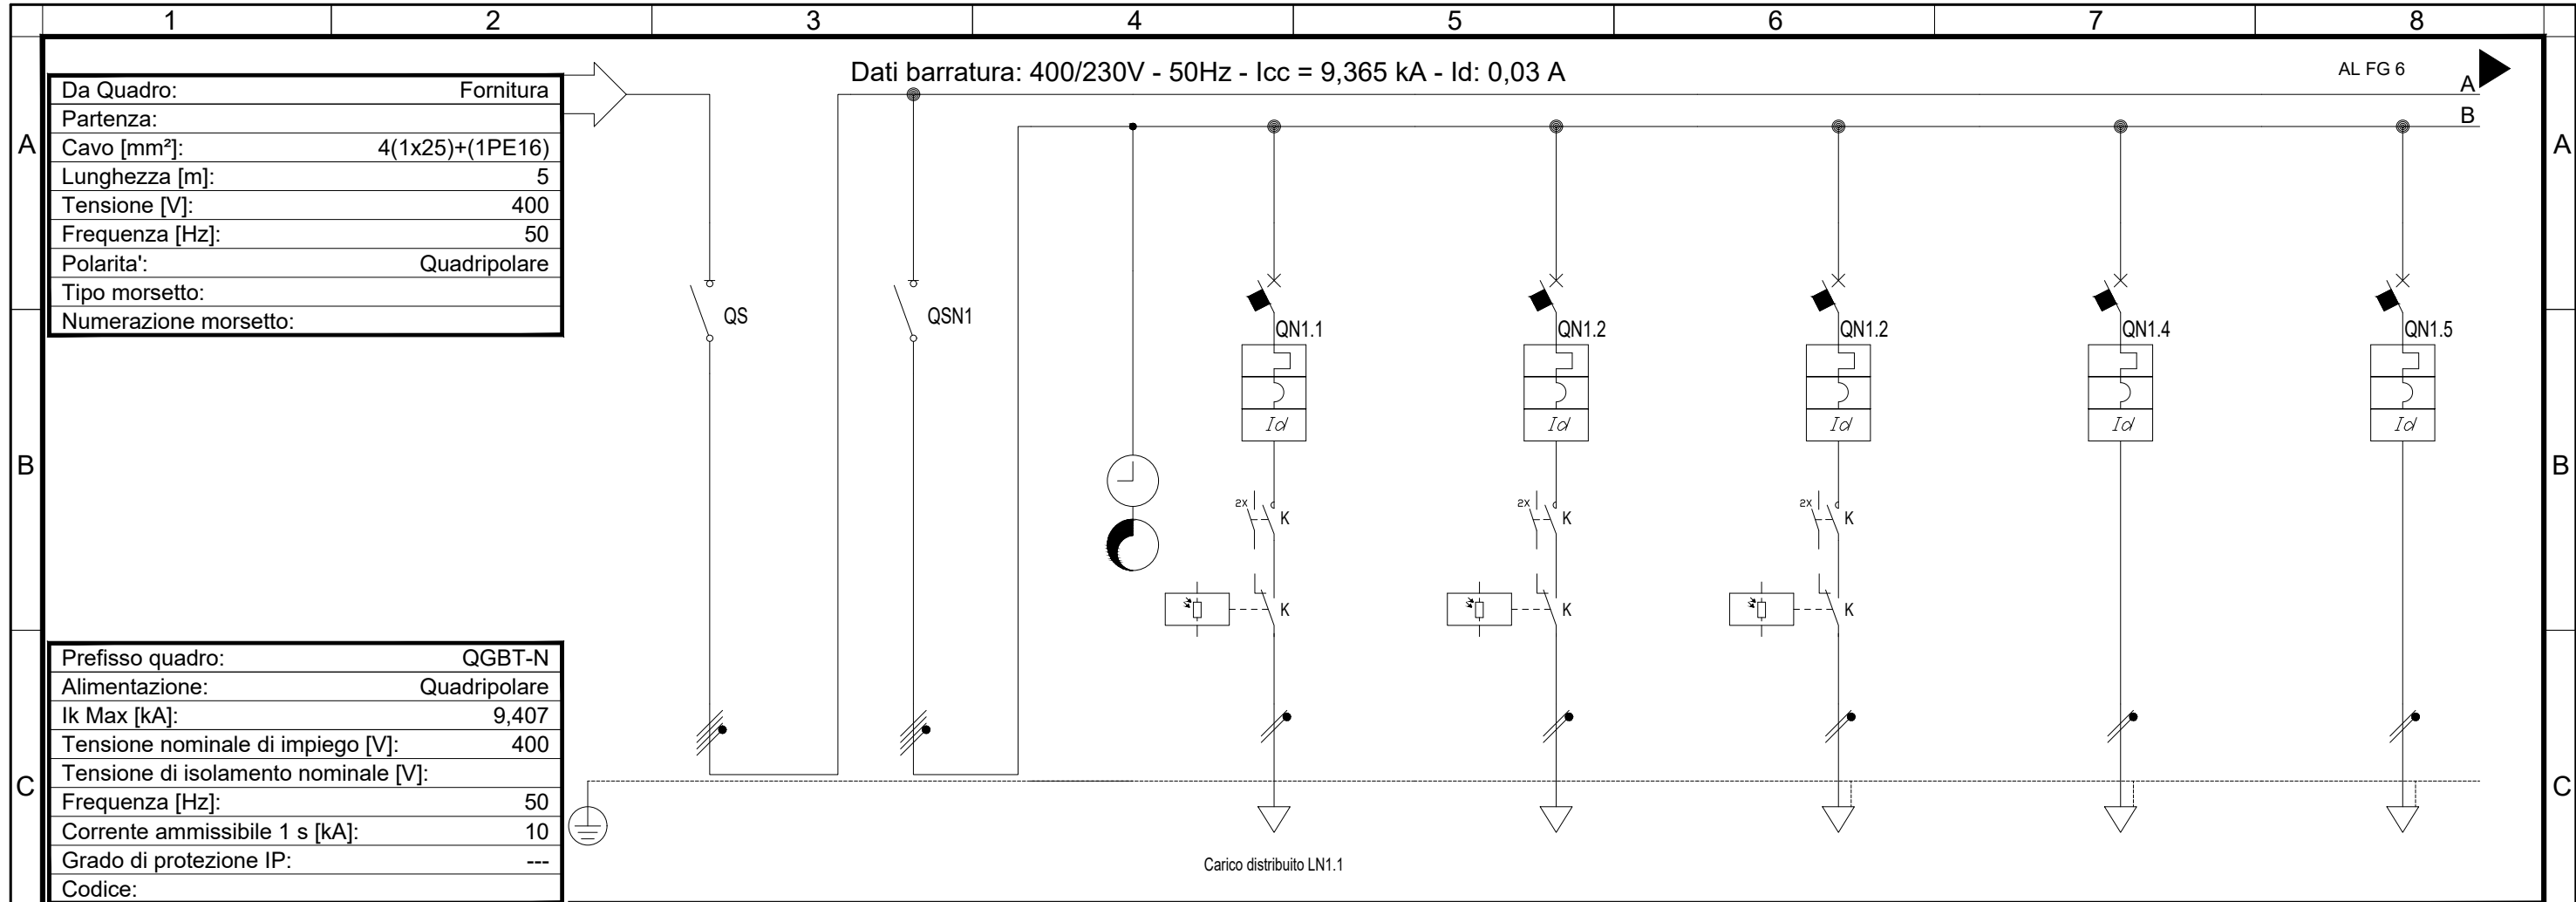 1 2 3 4 5 6 7 8
Dati barratura: 400/230V - 50Hz - Icc = 9,365 kA - Id: 0,03 A
AL FG 6
A
B
A
A
B
B
C
C
Da Quadro: Fornitura
Partenza:
Cavo [mm²]: 4(1x25)+(1PE16)
Lunghezza [m]: 5
Tensione [V]: 400
Frequenza [Hz]: 50
Polarita': Quadripolare
Tipo morsetto:
Numerazione morsetto:
QS
QSN1
QN1.1
QN1.2
QN1.2
QN1.4
QN1.5
Id
Id
Id
Id
Id
2X K
2X K
2X K
K
K
K
Prefisso quadro: QGBT-N
Alimentazione: Quadripolare
Ik Max [kA]: 9,407
Tensione nominale di impiego [V]: 400
Tensione di isolamento nominale [V]:
Frequenza [Hz]: 50
Corrente ammissibile 1 s [kA]: 10
Grado di protezione IP: ---
Codice:
Carico distribuito LN1.1